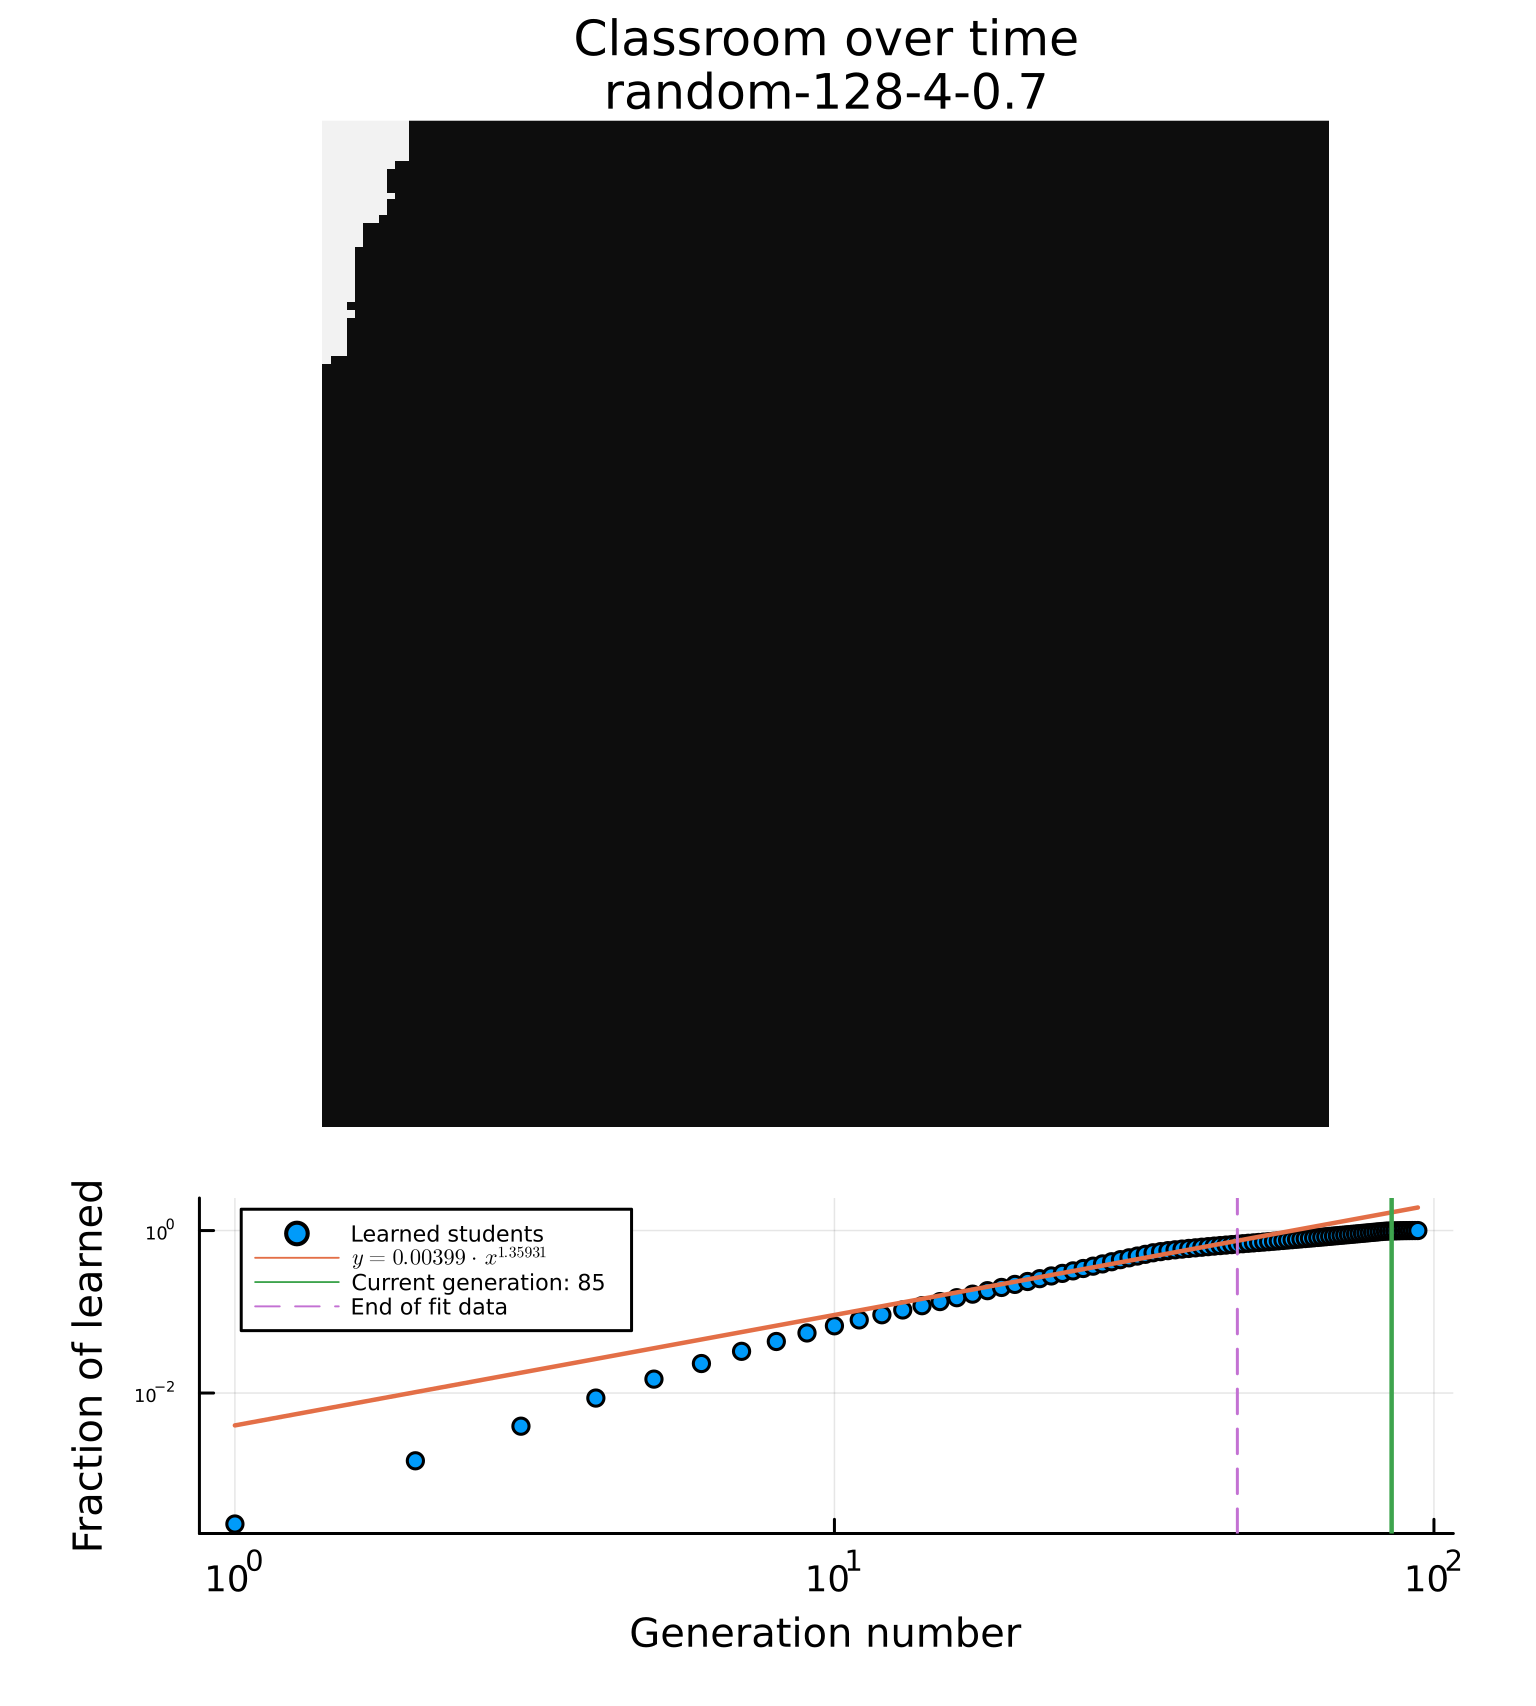 Classroom over time
random-128-4-0.7
Fraction of learned
10^0
10^−2
Learned students
y = 0.00399 · x^1.35931
Current generation: 85
End of fit data
10^0
10^1
10^2
Generation number